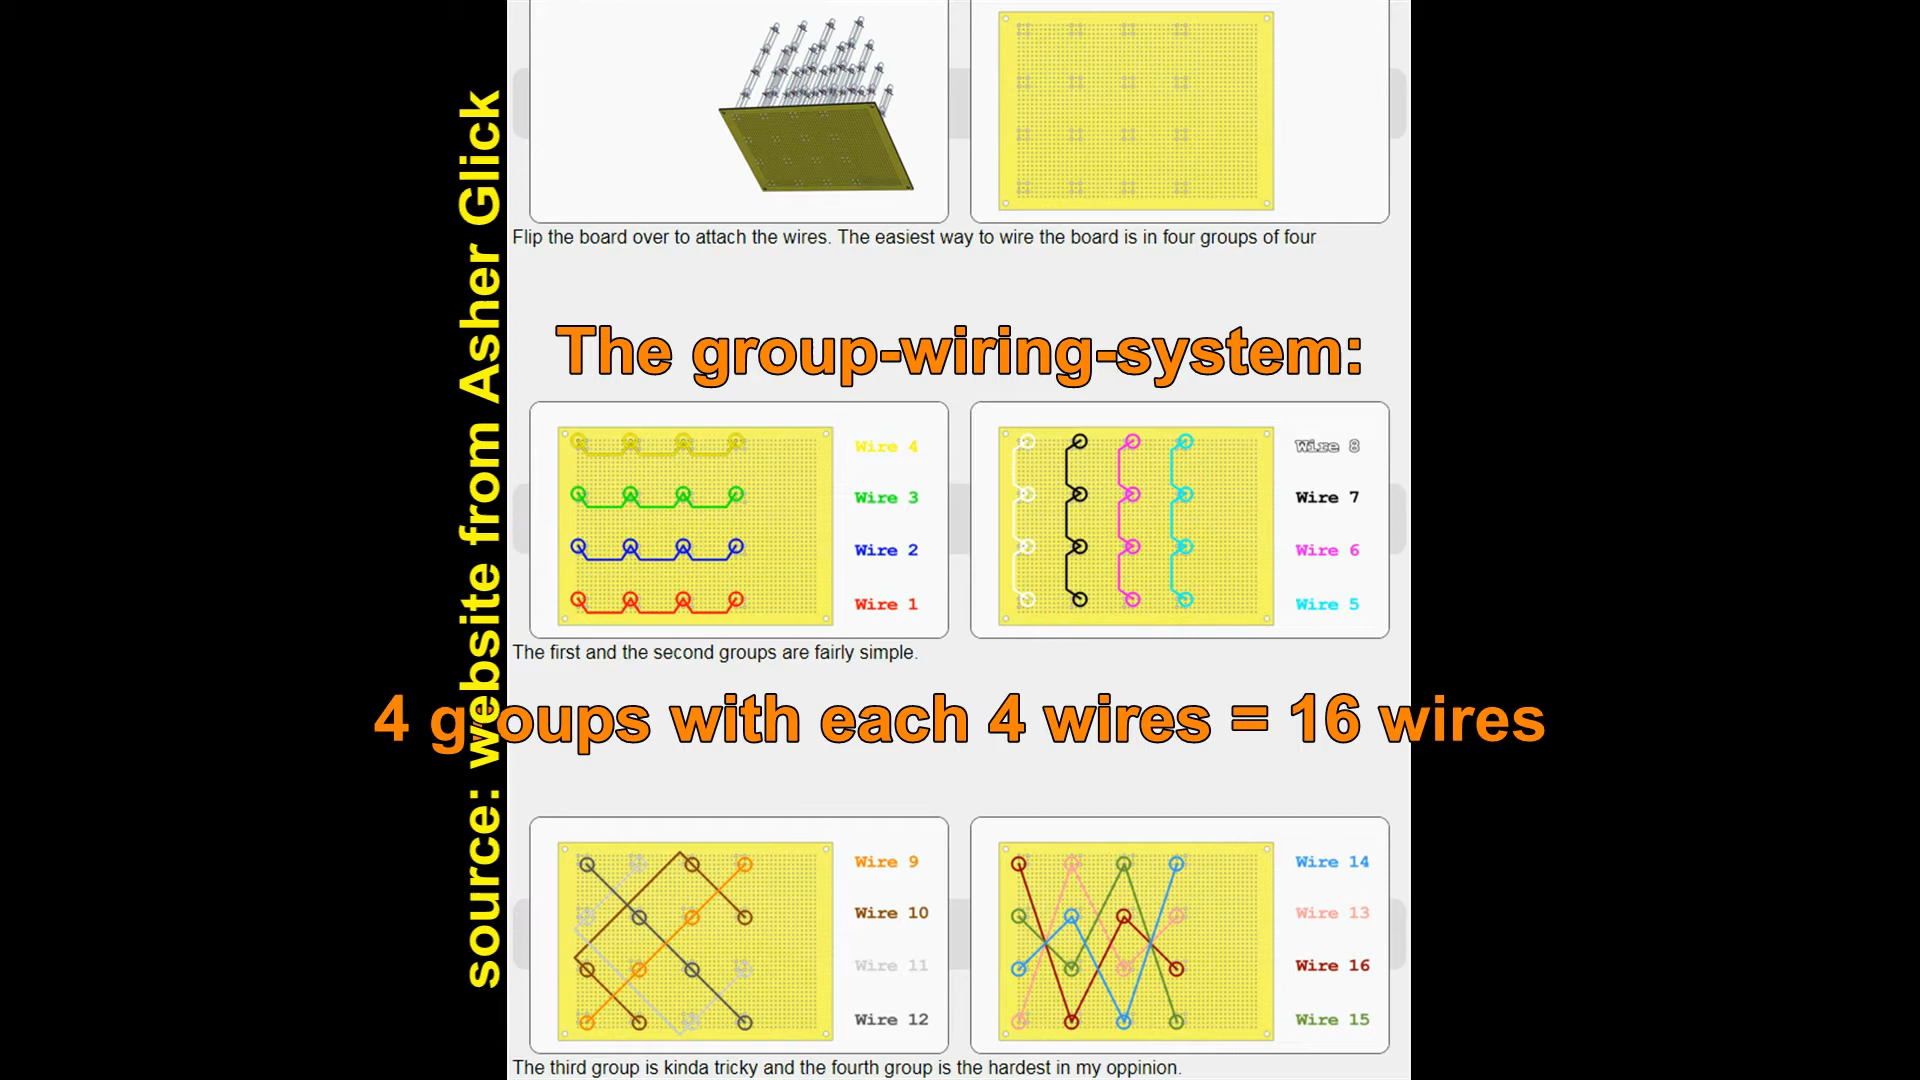 source: website from Asher Glick
Flip the board over to attach the wires. The easiest way to wire the board is in four groups of four
The group-wiring-system:
Wire 4
Wire 3
Wire 2
Wire 1
Wire 8
Wire 7
Wire 6
Wire 5
The first and the second groups are fairly simple.
4 groups with each 4 wires = 16 wires
Wire 9
Wire 10
Wire 11
Wire 12
Wire 14
Wire 13
Wire 16
Wire 15
The third group is kinda tricky and the fourth group is the hardest in my oppinion.